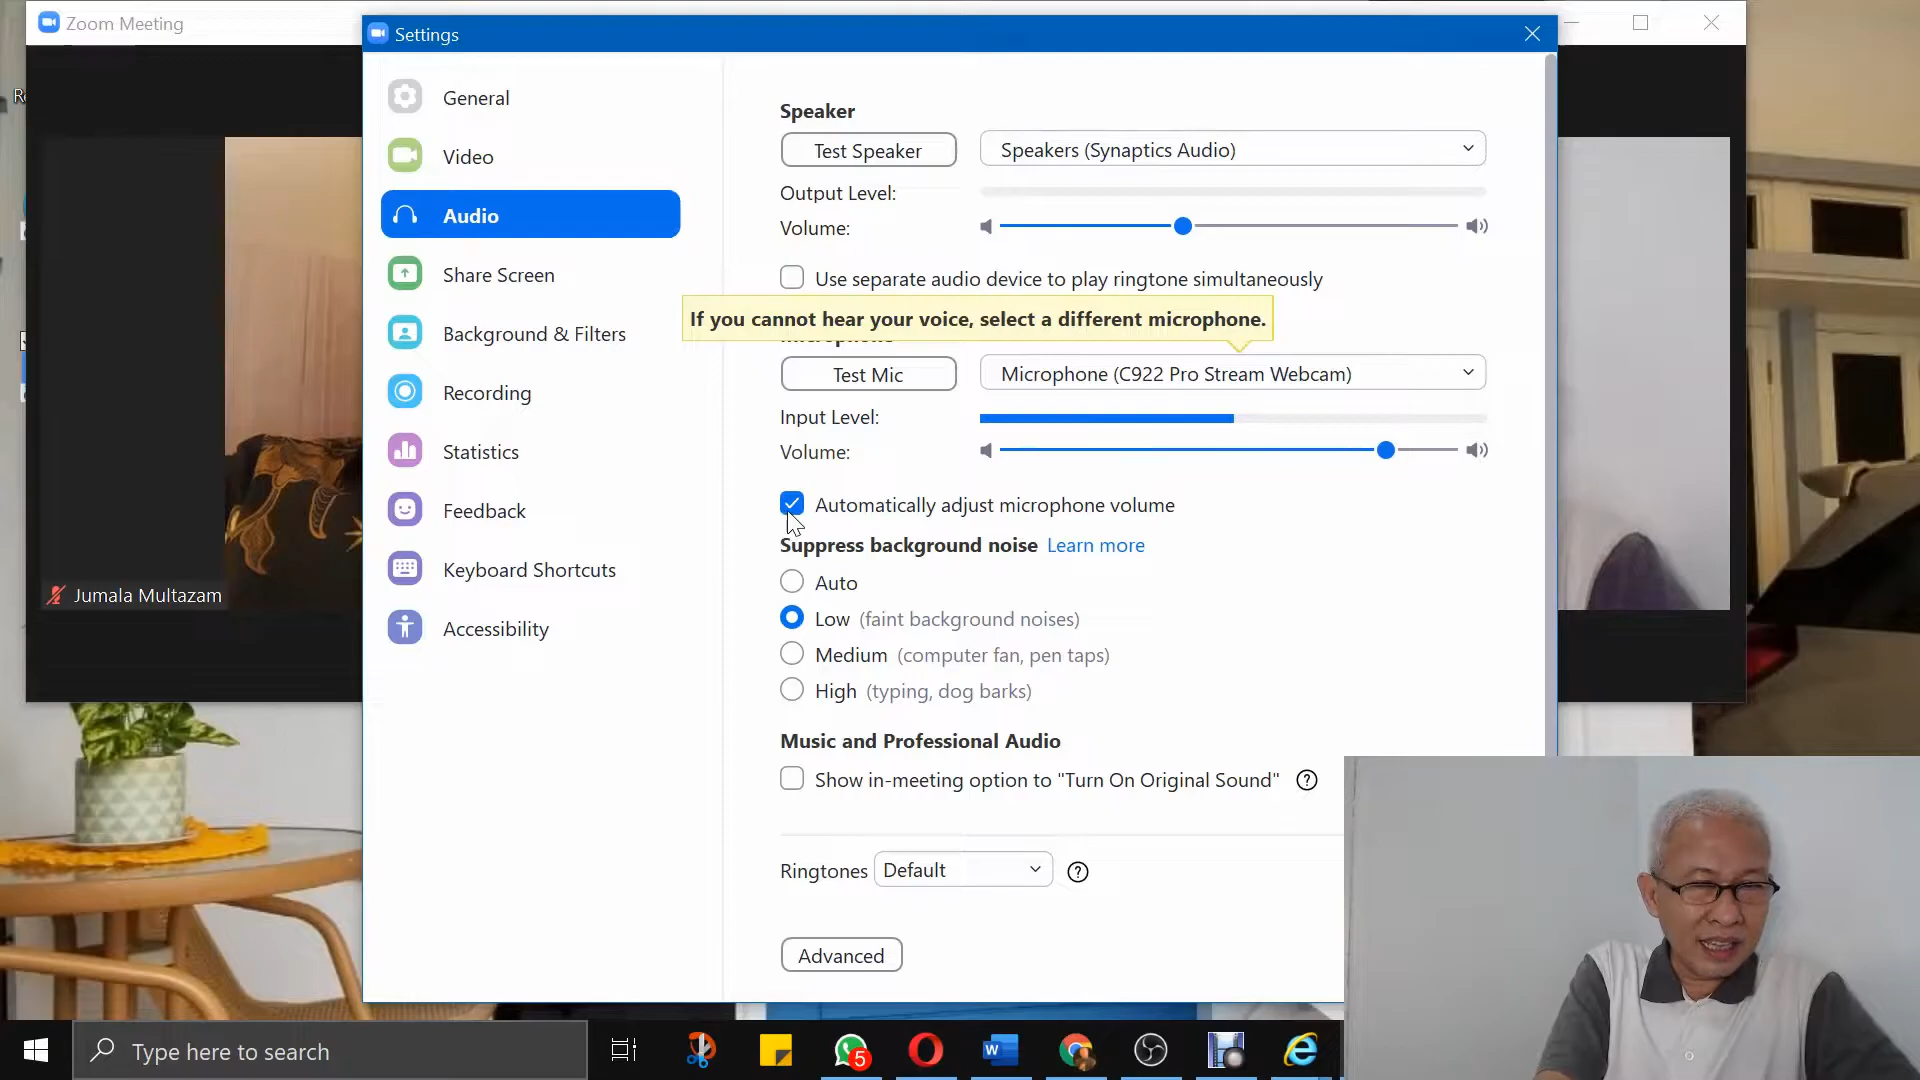 Zoom Meeting
Settings
General
Video
Audio
Share Screen
Background & Filters
Recording
Statistics
Feedback
Keyboard Shortcuts
Accessibility
Speaker
Test Speaker
Speakers (Synaptics Audio)
Output Level:
Volume:
Use separate audio device to play ringtone simultaneously
If you cannot hear your voice, select a different microphone.
Test Mic
Microphone (C922 Pro Stream Webcam)
Input Level:
Volume:
Automatically adjust microphone volume
Suppress background noise Learn more
Auto
Low (faint background noises)
Medium (computer fan, pen taps)
High (typing, dog barks)
Music and Professional Audio
Show in-meeting option to "Turn On Original Sound" ?
Ringtones Default ?
Advanced
Jumala Multazam
Type here to search
5
W